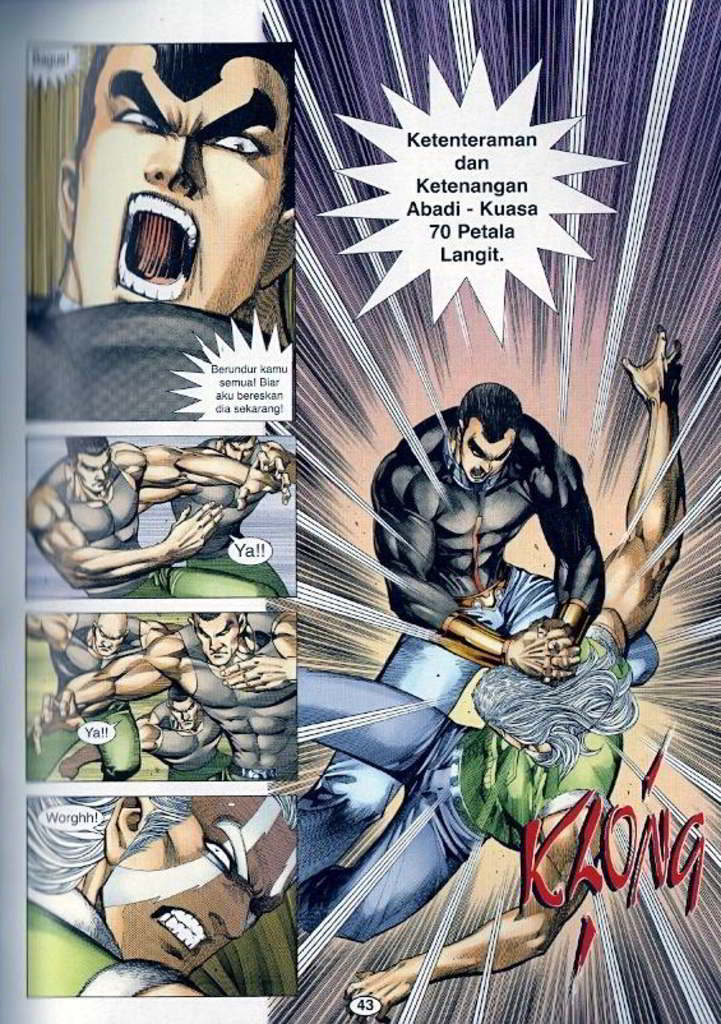 Bagus!
Berundur kamu
semua! Biar
aku bereskan
dia sekarang!
Ya!!
Ya!!
Worghh!
Ketenteraman
dan
Ketenangan
Abadi - Kuasa
70 Petala
Langit.
KLONG!
43